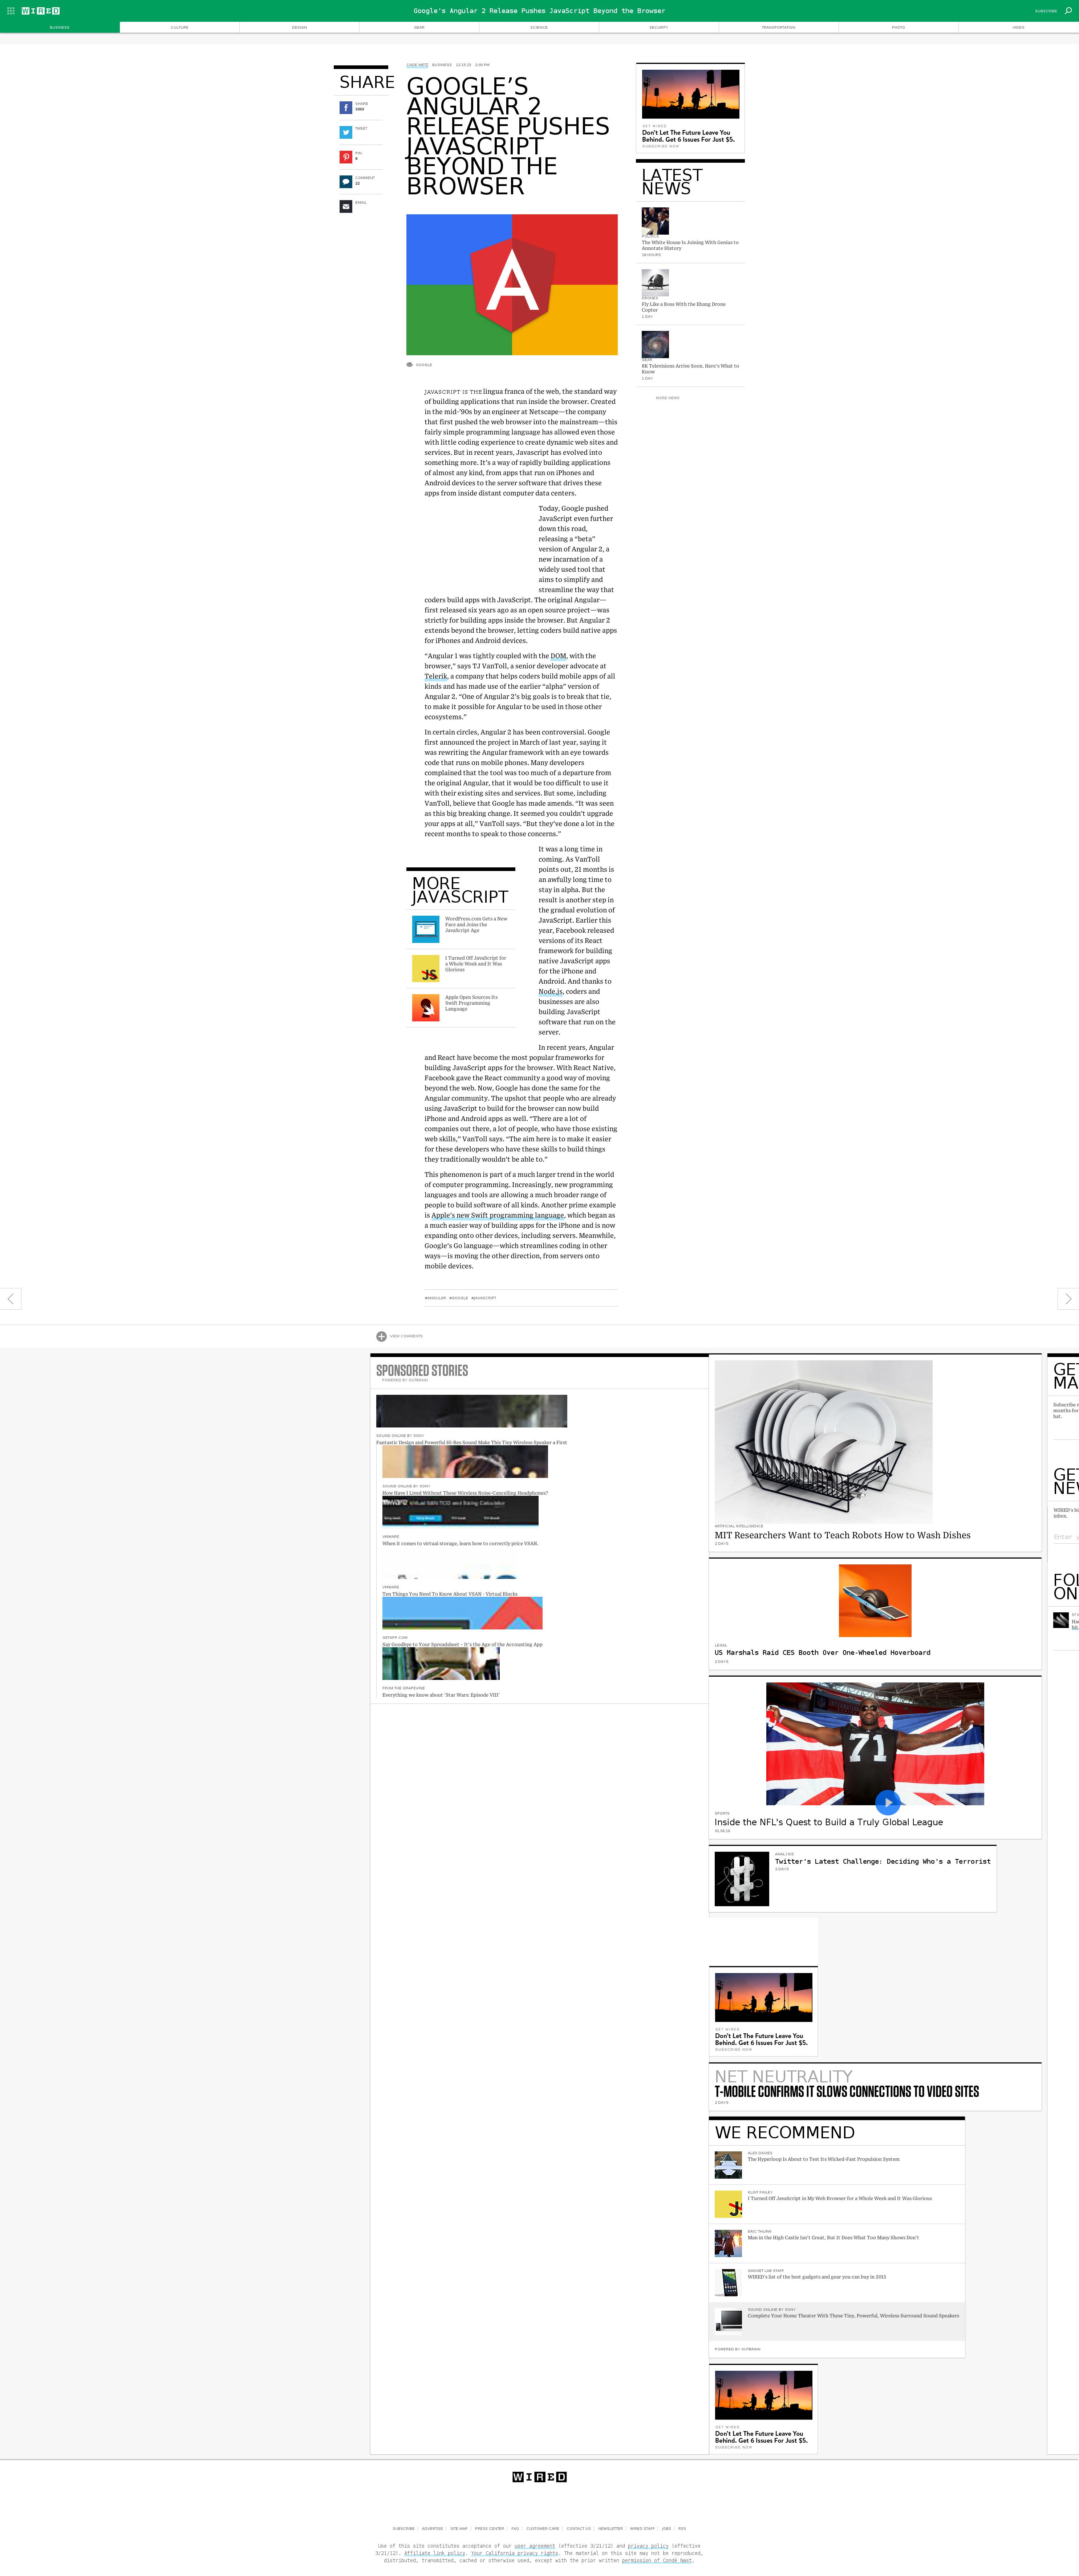 WIRED
Google's Angular 2 Release Pushes JavaScript Beyond the Browser
SUBSCRIBE
BUSINESS
CULTURE
DESIGN
GEAR
SCIENCE
SECURITY
TRANSPORTATION
PHOTO
VIDEO
SHARE
SHARE
TWEET
PIN
COMMENT
22
EMAIL
CADE METZ BUSINESS 12.15.15 2:00 PM
GOOGLE'S
ANGULAR 2
RELEASE PUSHES
JAVASCRIPT
BEYOND THE
BROWSER
A
GOOGLE
JAVASCRIPT IS THE lingua franca of the web, the standard way
of building applications that run inside the browser. Created
in the mid-'90s by an engineer at Netscape—the company
that first pushed the web browser into the mainstream—this
fairly simple programming language has allowed even those
with little coding experience to create dynamic web sites and
services. But in recent years, Javascript has evolved into
something more. It's a way of rapidly building applications
of almost any kind, from apps that run on iPhones and
Android devices to the server software that drives these
apps from inside distant computer data centers.
Today, Google pushed
JavaScript even further
down this road,
releasing a “beta”
version of Angular 2, a
new incarnation of a
widely used tool that
aims to simplify and
streamline the way that
coders build apps with JavaScript. The original Angular—
first released six years ago as an open source project—was
strictly for building apps inside the browser. But Angular 2
extends beyond the browser, letting coders build native apps
for iPhones and Android devices.
“Angular 1 was tightly coupled with the DOM, with the
browser,” says TJ VanToll, a senior developer advocate at
Telerik, a company that helps coders build mobile apps of all
kinds and has made use of the earlier “alpha” version of
Angular 2. “One of Angular 2's big goals is to break that tie,
to make it possible for Angular to be used in those other
ecosystems.”
In certain circles, Angular 2 has been controversial. Google
first announced the project in March of last year, saying it
was rewriting the Angular framework with an eye towards
code that runs on mobile phones. Many developers
complained that the tool was too much of a departure from
the original Angular, that it would be too difficult to use it
with their existing sites and services. But some, including
VanToll, believe that Google has made amends. “It was seen
as this big breaking change. It seemed you couldn't upgrade
your apps at all,” VanToll says. “But they've done a lot in the
recent months to speak to those concerns.”
MORE
JAVASCRIPT
WordPress.com Gets a New
Face and Joins the
JavaScript Age
JS
I Turned Off JavaScript for
a Whole Week and It Was
Glorious
Apple Open Sources Its
Swift Programming
Language
It was a long time in
coming. As VanToll
points out, 21 months is
an awfully long time to
stay in alpha. But the
result is another step in
the gradual evolution of
JavaScript. Earlier this
year, Facebook released
versions of its React
framework for building
native JavaScript apps
for the iPhone and
Android. And thanks to
Node.js, coders and
businesses are also
building JavaScript
software that run on the
server.
In recent years, Angular
and React have become the most popular frameworks for
building JavaScript apps for the browser. With React Native,
Facebook gave the React community a good way of moving
beyond the web. Now, Google has done the same for the
Angular community. The upshot that people who are already
using JavaScript to build for the browser can now build
iPhone and Android apps as well. “There are a lot of
companies out there, a lot of people, who have those existing
web skills,” VanToll says. “The aim here is to make it easier
for these developers who have these skills to build things
they traditionally wouldn't be able to.”
This phenomenon is part of a much larger trend in the world
of computer programming. Increasingly, new programming
languages and tools are allowing a much broader range of
people to build software of all kinds. Another prime example
is Apple's new Swift programming language, which began as
a much easier way of building apps for the iPhone and is now
expanding onto other devices, including servers. Meanwhile,
Google's Go language—which streamlines coding in other
ways—is moving the other direction, from servers onto
mobile devices.
#ANGULAR #GOOGLE #JAVASCRIPT
VIEW COMMENTS
GET WIRED
Don't Let The Future Leave You
Behind. Get 6 Issues For Just $5.
SUBSCRIBE NOW
LATEST
NEWS
The White House Is Joining With Genius to
Annotate History
HOURS
DRONES
Fly Like a Boss With the Ehang Drone
Copter
1 DAY
GEAR
8K Televisions Arrive Soon. Here's What to
Know
1 DAY
MORE NEWS
SPONSORED STORIES
POWERED BY OUTBRAIN
SOUND ONLINE BY SONY
Fantastic Design and Powerful Hi-Res Sound Make This Tiny Wireless Speaker a First
SOUND ONLINE BY SONY
How Have I Lived Without These Wireless Noise-Cancelling Headphones?
Virtual SAN TCO and Sizing Calculator
VMWARE
When it comes to virtual storage, learn how to correctly price VSAN.
VMWARE
Ten Things You Need To Know About VSAN - Virtual Blocks
GETAPP.COM
Say Goodbye to Your Spreadsheet – It's the Age of the Accounting App
FROM THE GRAPEVINE
Everything we know about 'Star Wars: Episode VIII'
ARTIFICIAL INTELLIGENCE
MIT Researchers Want to Teach Robots How to Wash Dishes
2 DAYS
LEGAL
US Marshals Raid CES Booth Over One-Wheeled Hoverboard
2 DAYS
71
SPORTS
Inside the NFL's Quest to Build a Truly Global League
ANALYSIS
Twitter's Latest Challenge: Deciding Who's a Terrorist
2 DAYS
GET WIRED
Don't Let The Future Leave You
Behind. Get 6 Issues For Just $5.
SUBSCRIBE NOW
NET NEUTRALITY
T-MOBILE CONFIRMS IT SLOWS CONNECTIONS TO VIDEO SITES
2 DAYS
WE RECOMMEND
ALEX DAVIES
The Hyperloop Is About to Test Its Wicked-Fast Propulsion System
KLINT FINLEY
I Turned Off JavaScript in My Web Browser for a Whole Week and It Was Glorious
ERIC THURM
Man in the High Castle Isn't Great, But It Does What Too Many Shows Don't
GADGET LAB STAFF
WIRED's list of the best gadgets and gear you can buy in 2015
SOUND ONLINE BY SONY
Complete Your Home Theater With These Tiny, Powerful, Wireless Surround Sound Speakers
POWERED BY OUTBRAIN
GET WIRED
Don't Let The Future Leave You
Behind. Get 6 Issues For Just $5.
SUBSCRIBE NOW
GE
MA
Subscribe
months for
hat.
GE
NE
WIRED's bi
inbox.
Enter y
FOL
ON
WIRED
SUBSCRIBE | ADVERTISE | SITE MAP | PRESS CENTER | FAQ | CUSTOMER CARE | CONTACT US | NEWSLETTER | WIRED STAFF | JOBS | RSS
Use of this site constitutes acceptance of our user agreement (effective 3/21/12) and privacy policy (effective
3/21/12). Affiliate link policy. Your California privacy rights. The material on this site may not be reproduced,
distributed, transmitted, cached or otherwise used, except with the prior written permission of Condé Nast.